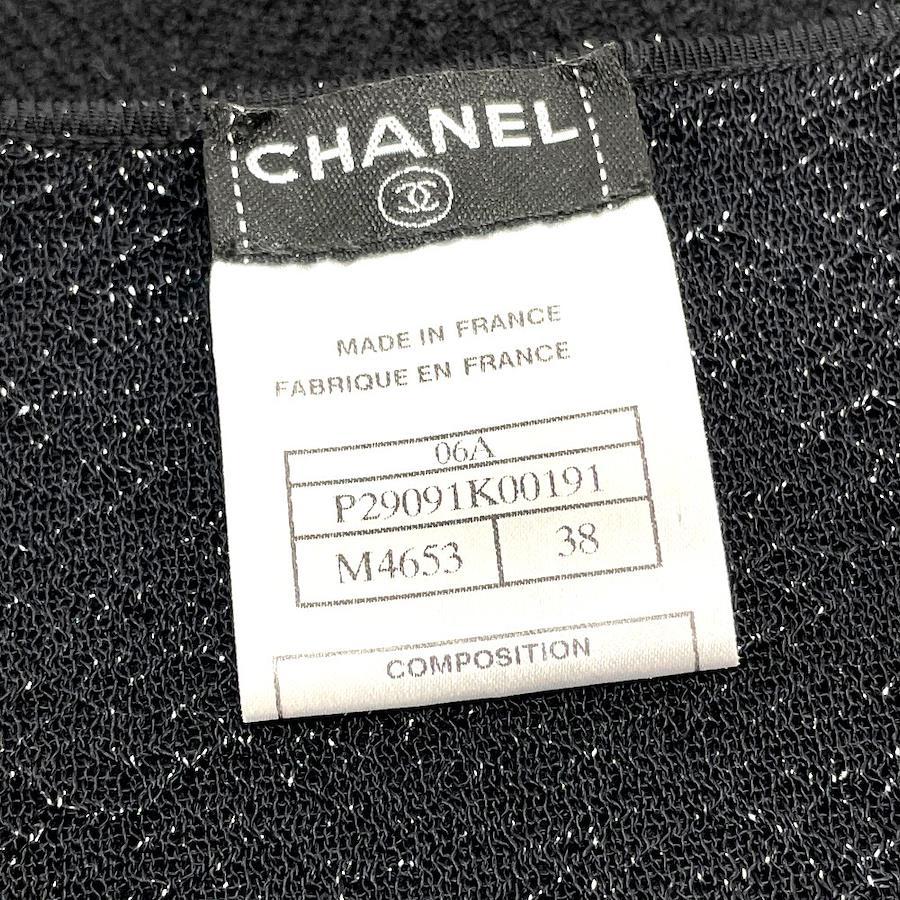 CHANEL
MADE IN FRANCE
FABRIQUE EN FRANCE
06A
P29091K00191
M4653 38
COMPOSITION